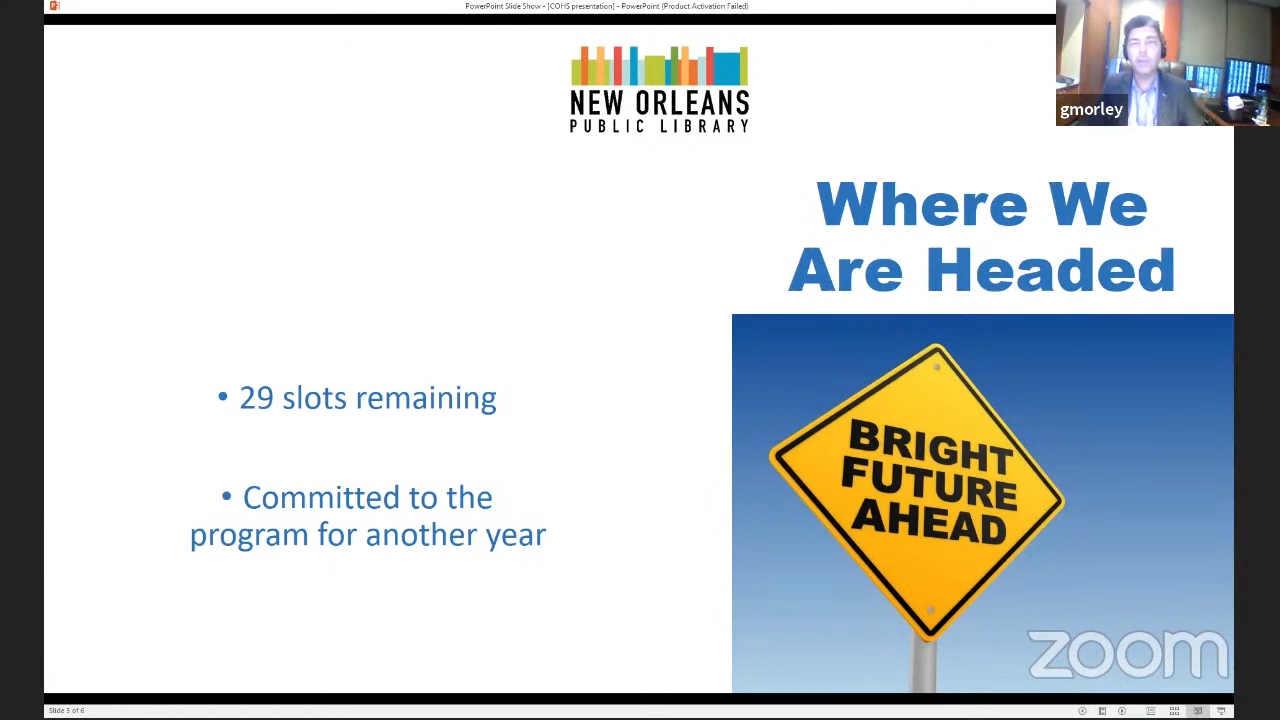 PowerPoint Slide Show - [COHS presentation] - PowerPoint (Product Activation Failed)
gmorley
NEW ORLEANS
PUBLIC LIBRARY
Where We
Are Headed
• 29 slots remaining
• Committed to the
program for another year
BRIGHT
FUTURE
AHEAD
zoom
Slide 5 of 6